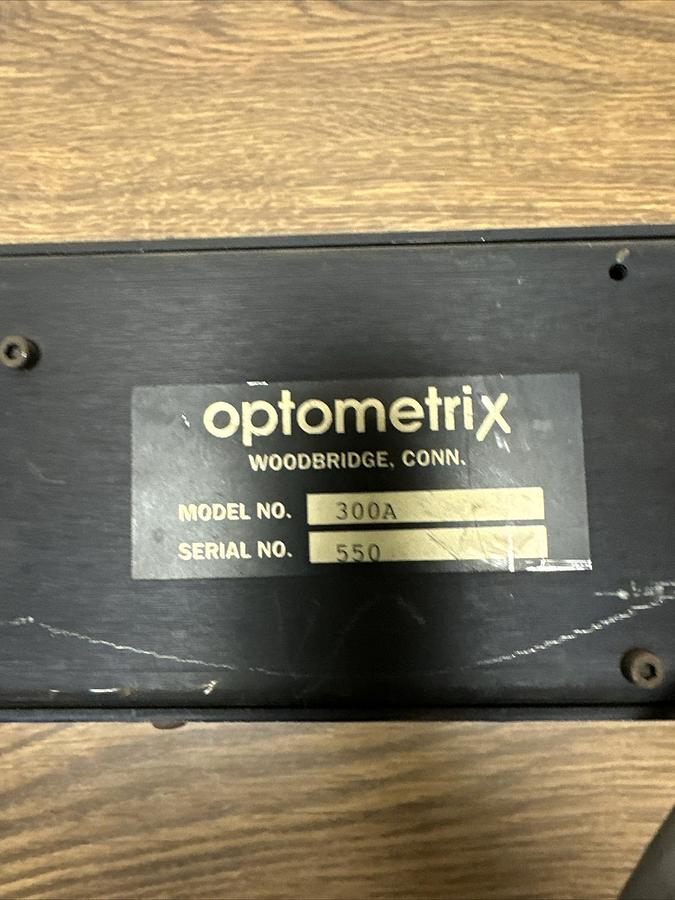 optometrix
WOODBRIDGE, CONN.
MODEL NO. 300A
SERIAL NO. 550